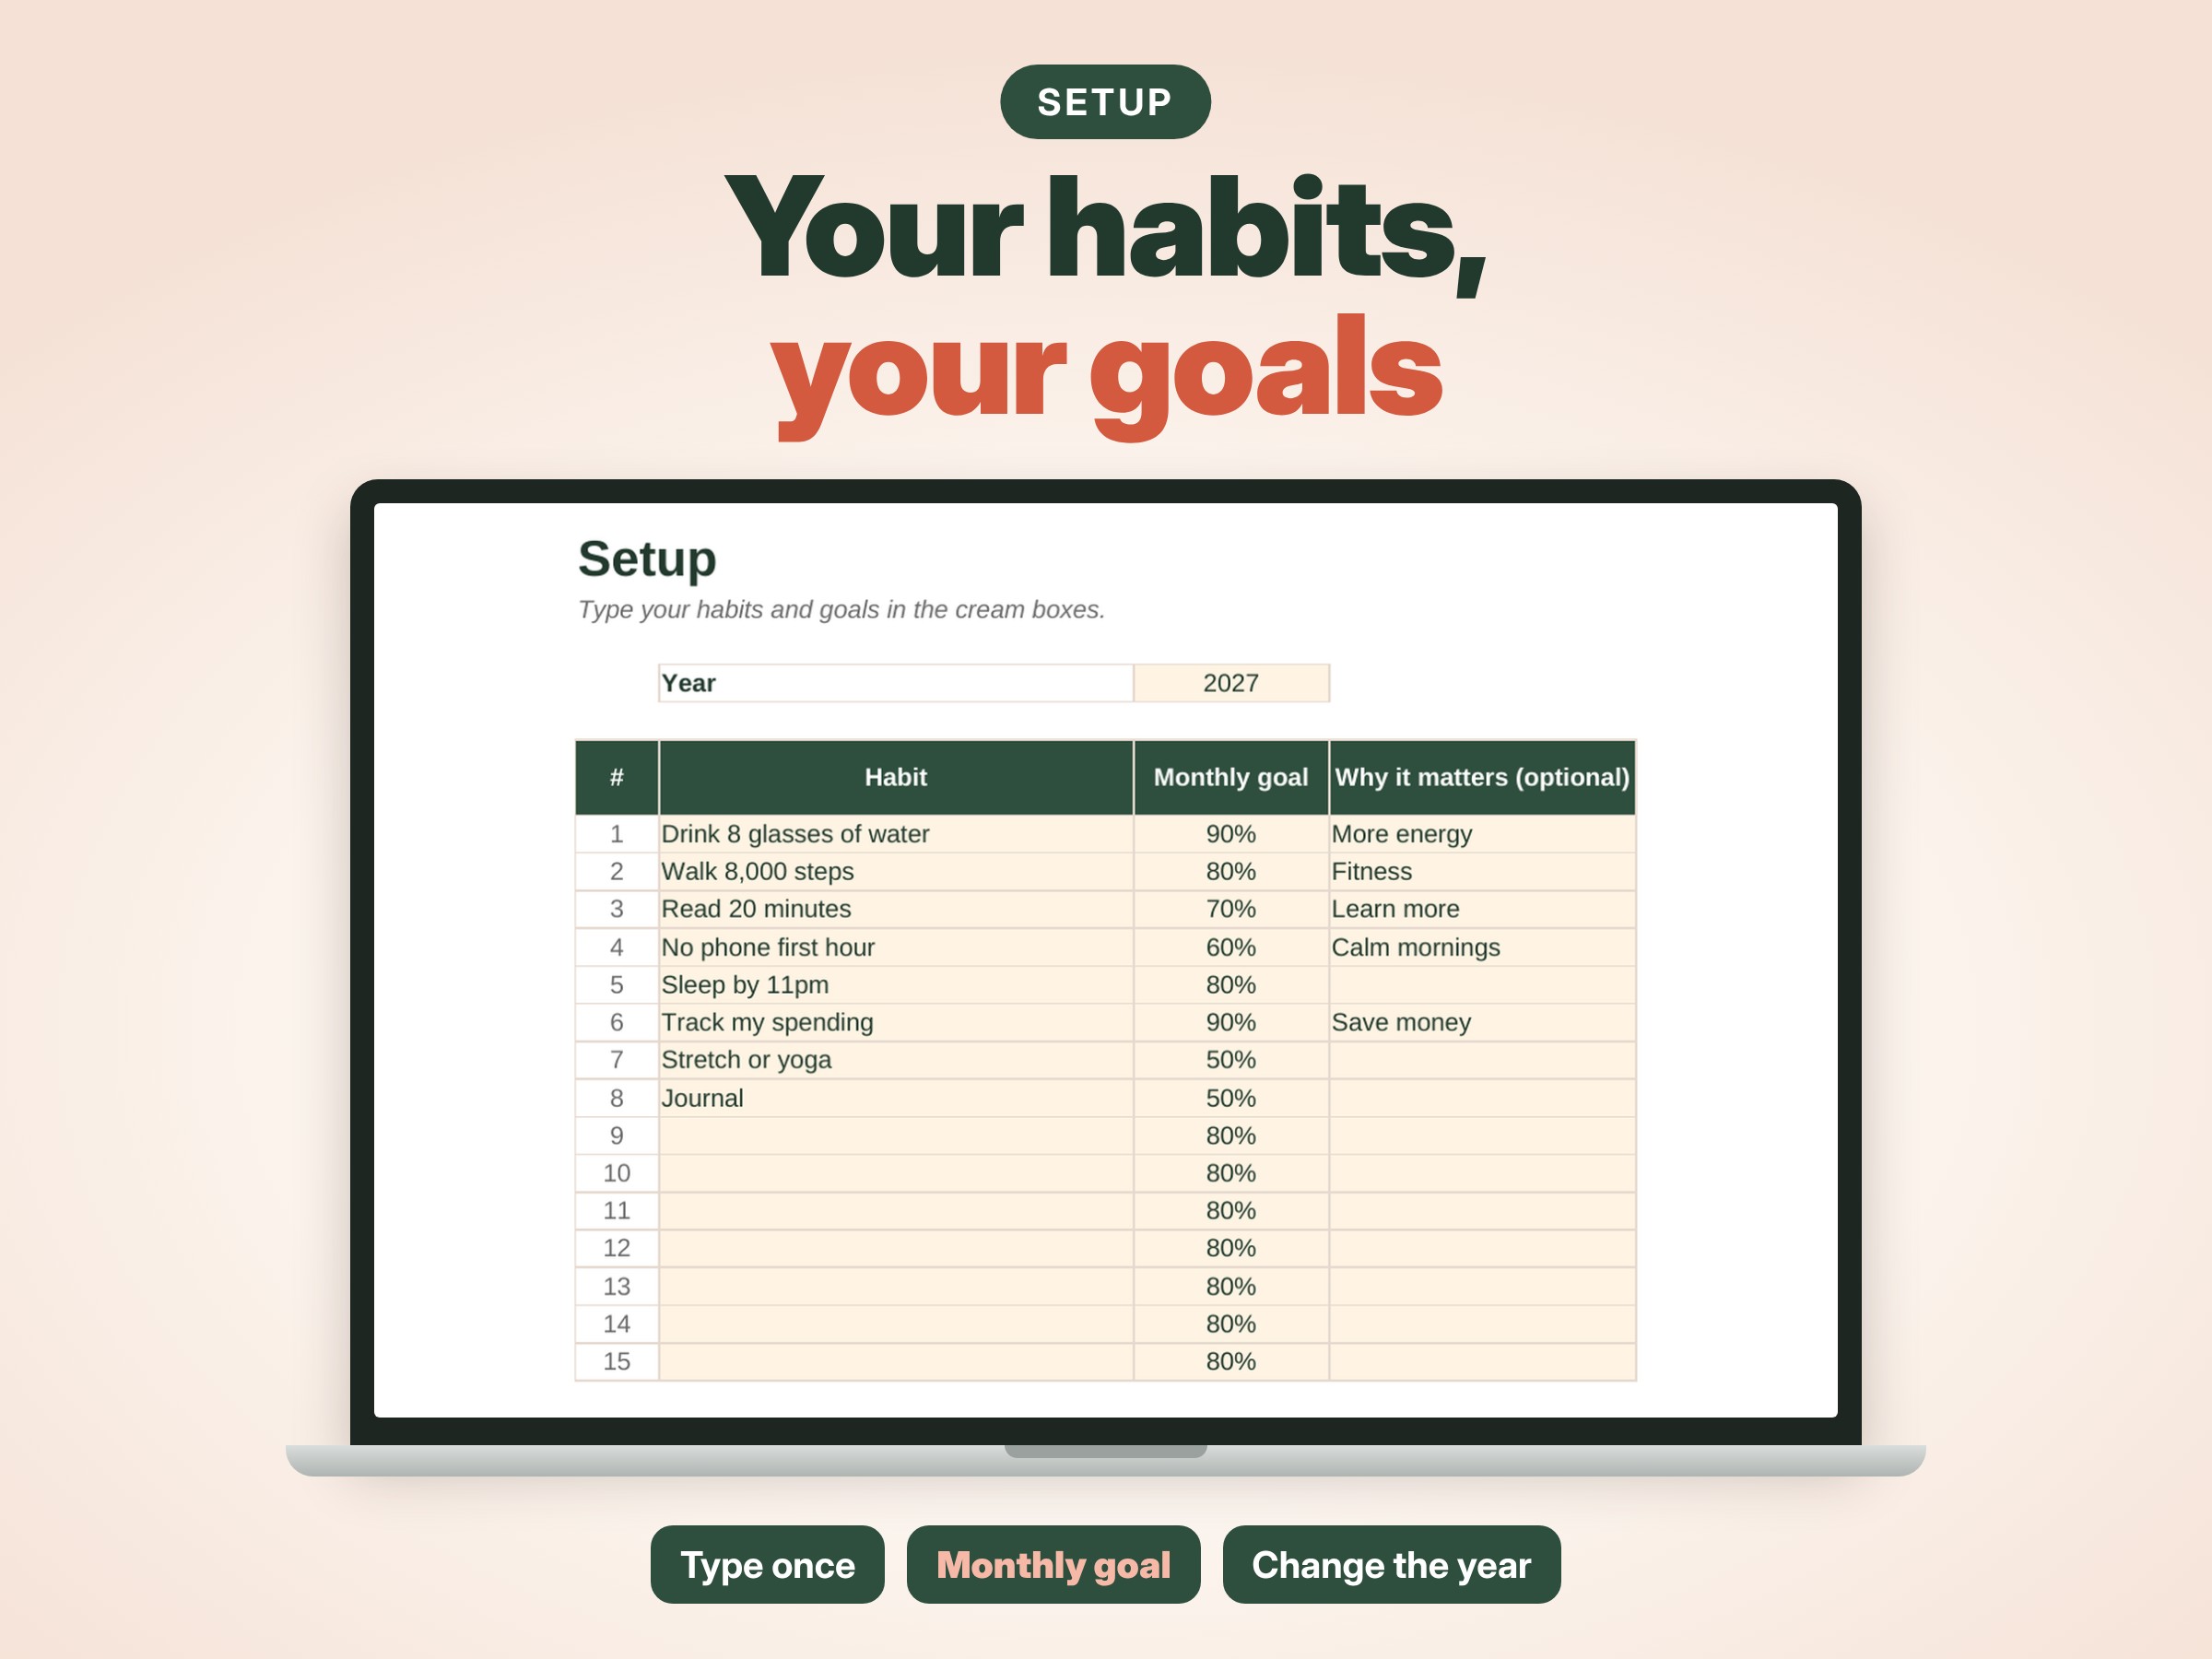 SETUP
Your habits,
your goals
Setup
Type your habits and goals in the cream boxes.
Year 2027
# Habit Monthly goal Why it matters (optional)
1 Drink 8 glasses of water 90% More energy
2 Walk 8,000 steps 80% Fitness
3 Read 20 minutes 70% Learn more
4 No phone first hour 60% Calm mornings
5 Sleep by 11pm 80%
6 Track my spending 90% Save money
7 Stretch or yoga 50%
8 Journal 50%
9 80%
10 80%
11 80%
12 80%
13 80%
14 80%
15 80%
Type once Monthly goal Change the year